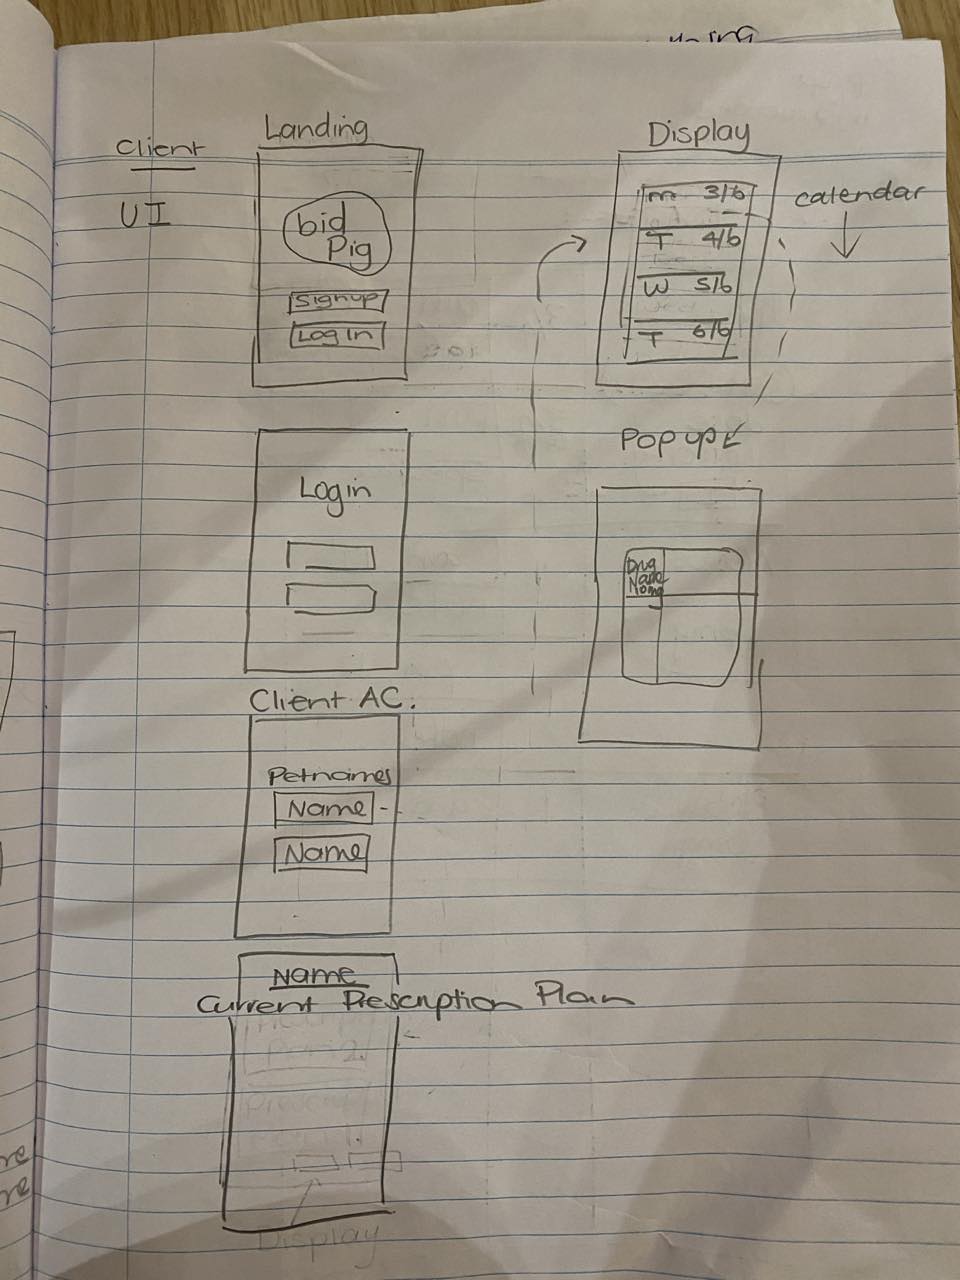 Client
UI
Landing
bid
Pig
Signup
Log In
Login
Client AC.
Petnames
Name
Name
Name
Current Prescription Plan
Display
Display
m 3/6
T 4/6
W 5/6
T 6/6
calendar
Pop up
Drug
Name